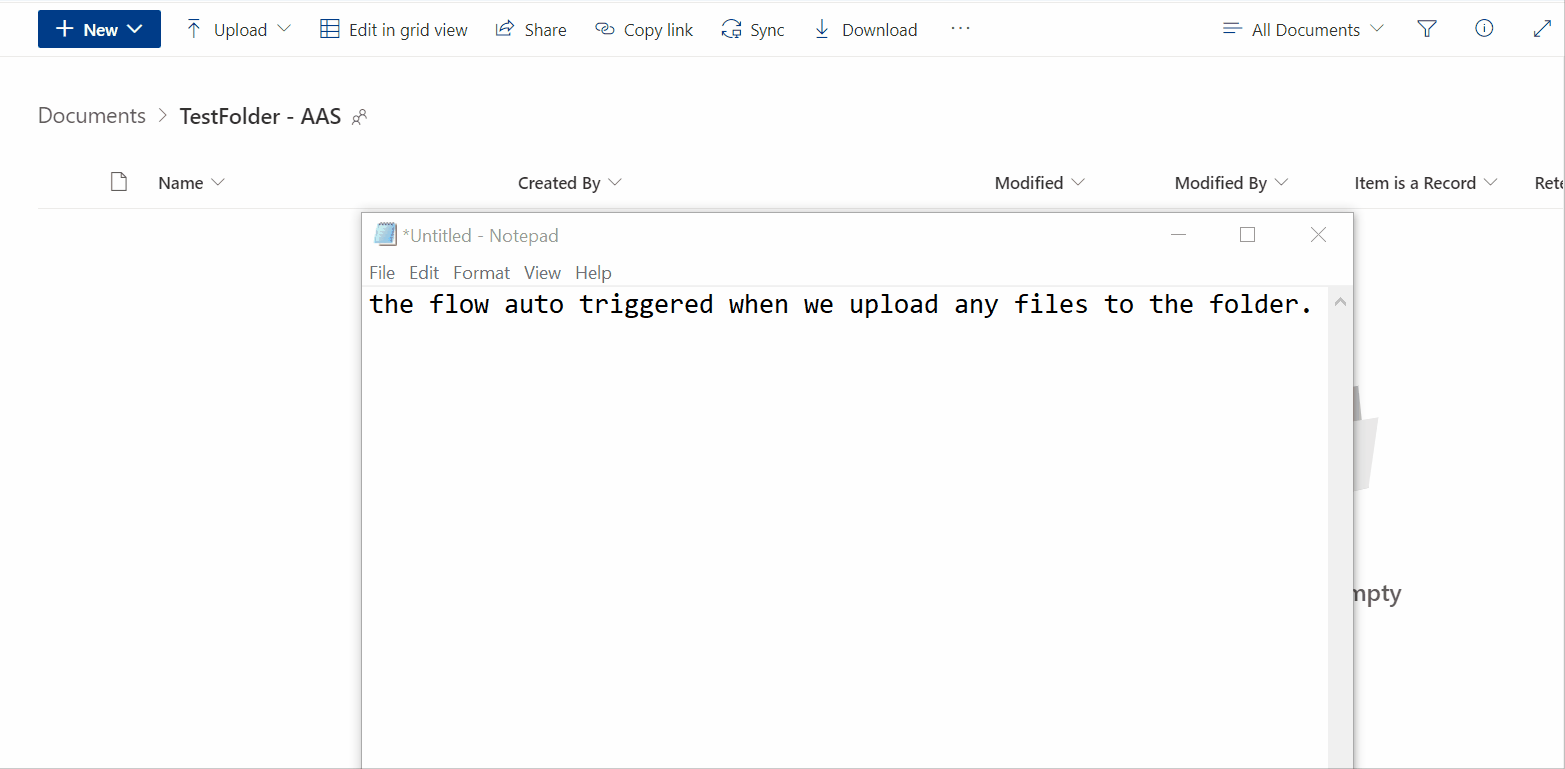 New Upload Edit in grid view Share Copy link Sync Download ... All Documents
Documents > TestFolder - AAS
Name Created By Modified Modified By Item is a Record
*Untitled - Notepad
File Edit Format View Help
the flow auto triggered when we upload any files to the folder.